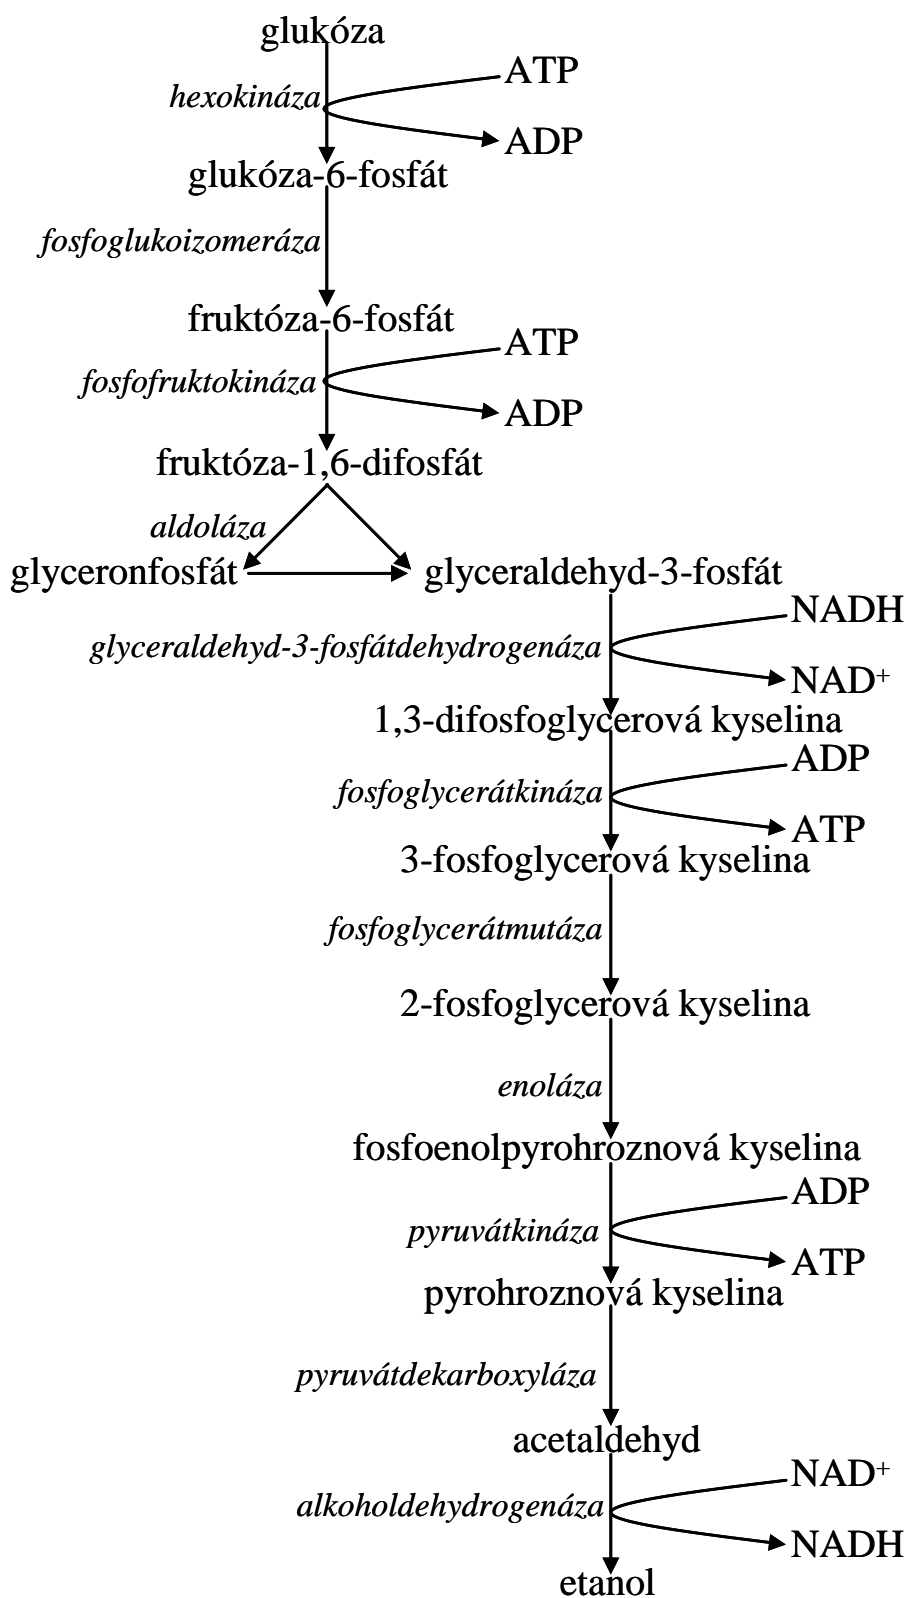 glukóza
ATP
hexokináza
ADP
glukóza-6-fosfát
fosfoglukoizomeráza
fruktóza-6-fosfát
ATP
fosfofruktokináza
ADP
fruktóza-1,6-difosfát
aldoláza
glyceronfosfát
glyceraldehyd-3-fosfát
NADH
glyceraldehyd-3-fosfátdehydrogenáza
NAD⁺
1,3-difosfoglycerová kyselina
ADP
fosfoglycerátkináza
ATP
3-fosfoglycerová kyselina
fosfoglycerátmutáza
2-fosfoglycerová kyselina
enoláza
fosfoenolpyrohroznová kyselina
ADP
pyruvátkináza
ATP
pyrohroznová kyselina
pyruvátdekarboxyláza
acetaldehyd
NAD⁺
alkoholdehydrogenáza
NADH
etanol